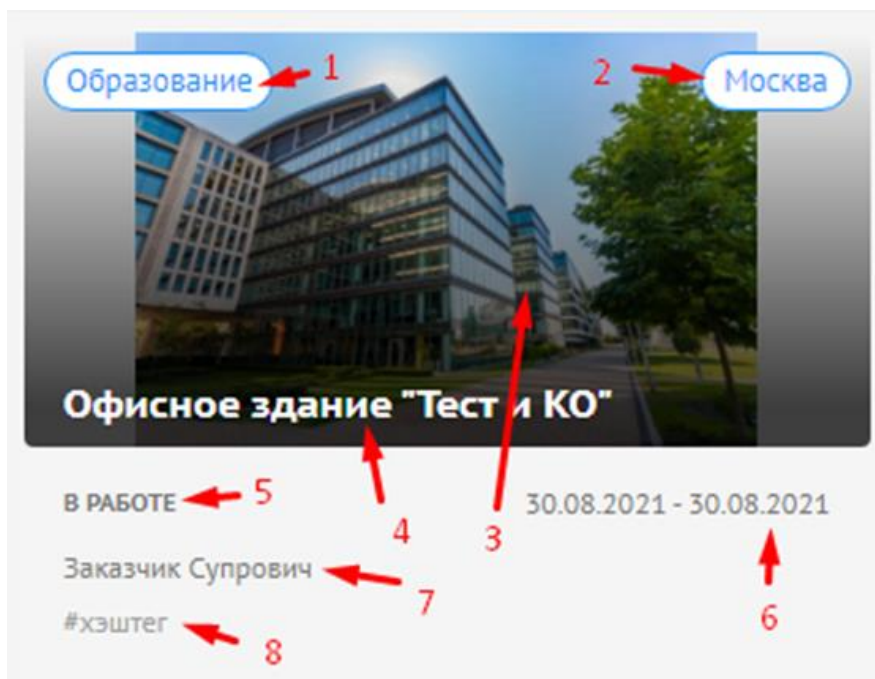 Образование 1 2 Москва
Офисное здание "Тест и КО"
В РАБОТЕ 5 4 3 30.08.2021 - 30.08.2021
Заказчик Супрович 7 6
#хэштег 8